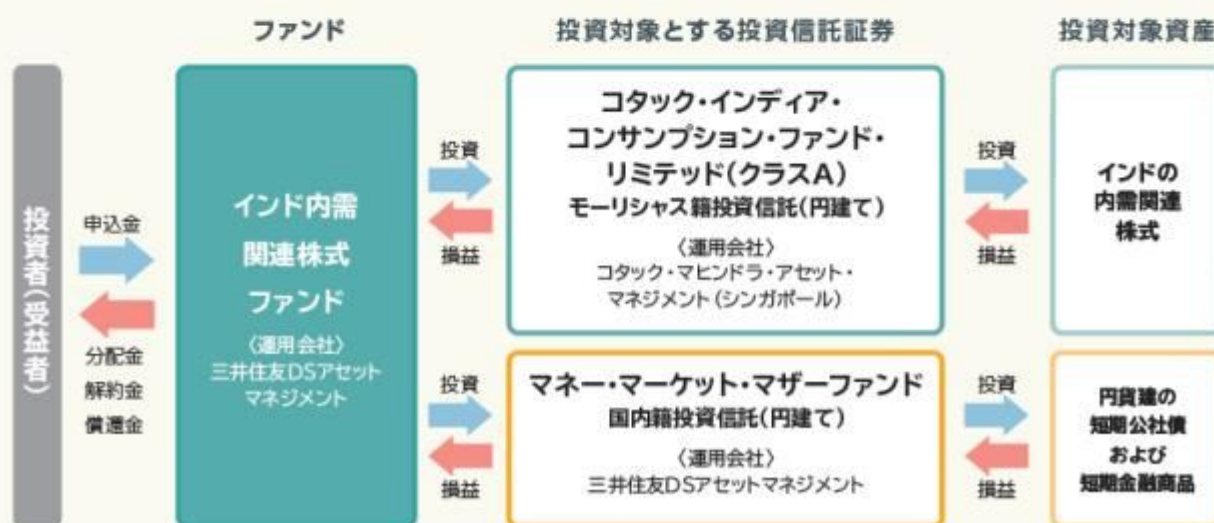 ファンド
投資対象とする投資信託証券
投資対象資産
投資者(受益者)
申込金
分配金
解約金
償還金
インド内需
関連株式
ファンド
〈運用会社〉
三井住友DSアセット
マネジメント
投資
損益
コタック・インディア・
コンサンプション・ファンド・
リミテッド(クラスA)
モーリシャス籍投資信託(円建て)
〈運用会社〉
コタック・マヒンドラ・アセット・
マネジメント(シンガポール)
投資
損益
インドの
内需関連
株式
投資
損益
マネー・マーケット・マザーファンド
国内籍投資信託(円建て)
〈運用会社〉
三井住友DSアセットマネジメント
投資
損益
円貨建の
短期公社債
および
短期金融商品